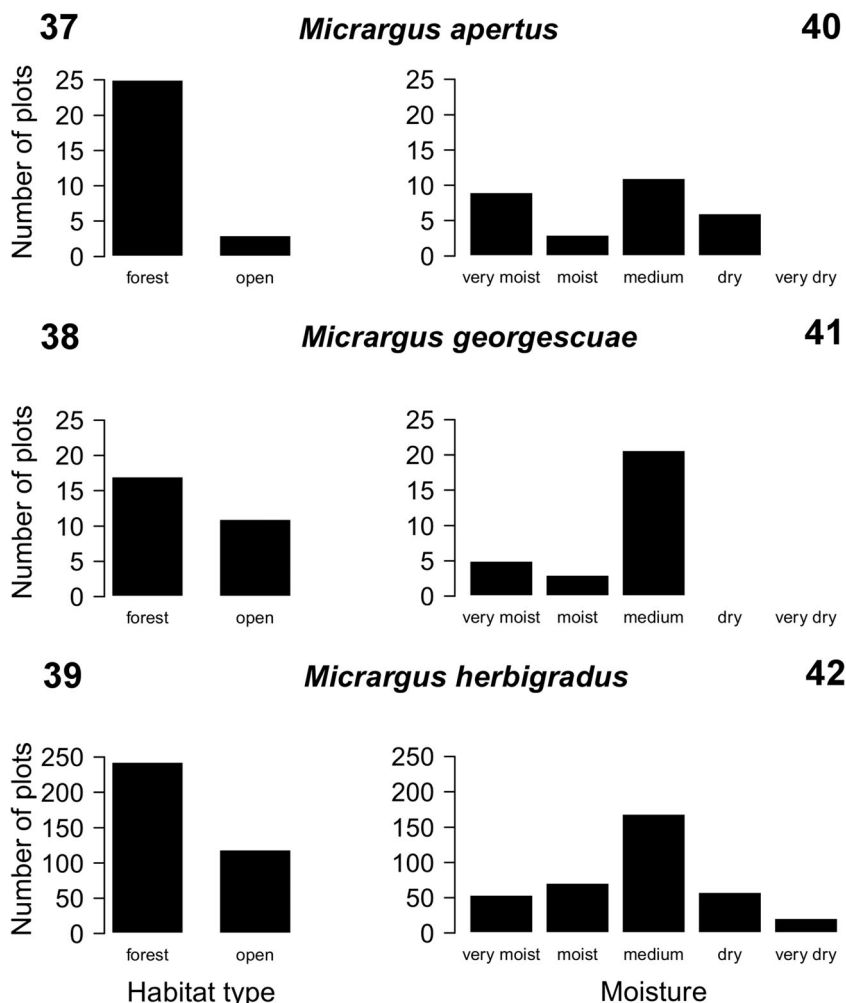 37 Micrargus apertus 40
Number of plots
25 25
20 20
15 15
10 10
5 5
0 0
forest open very moist moist medium dry very dry
38 Micrargus georgescuae 41
Number of plots
25 25
20 20
15 15
10 10
5 5
0 0
forest open very moist moist medium dry very dry
39 Micrargus herbigradus 42
Number of plots
250 250
200 200
150 150
100 100
50 50
0 0
forest open very moist moist medium dry very dry
Habitat type Moisture